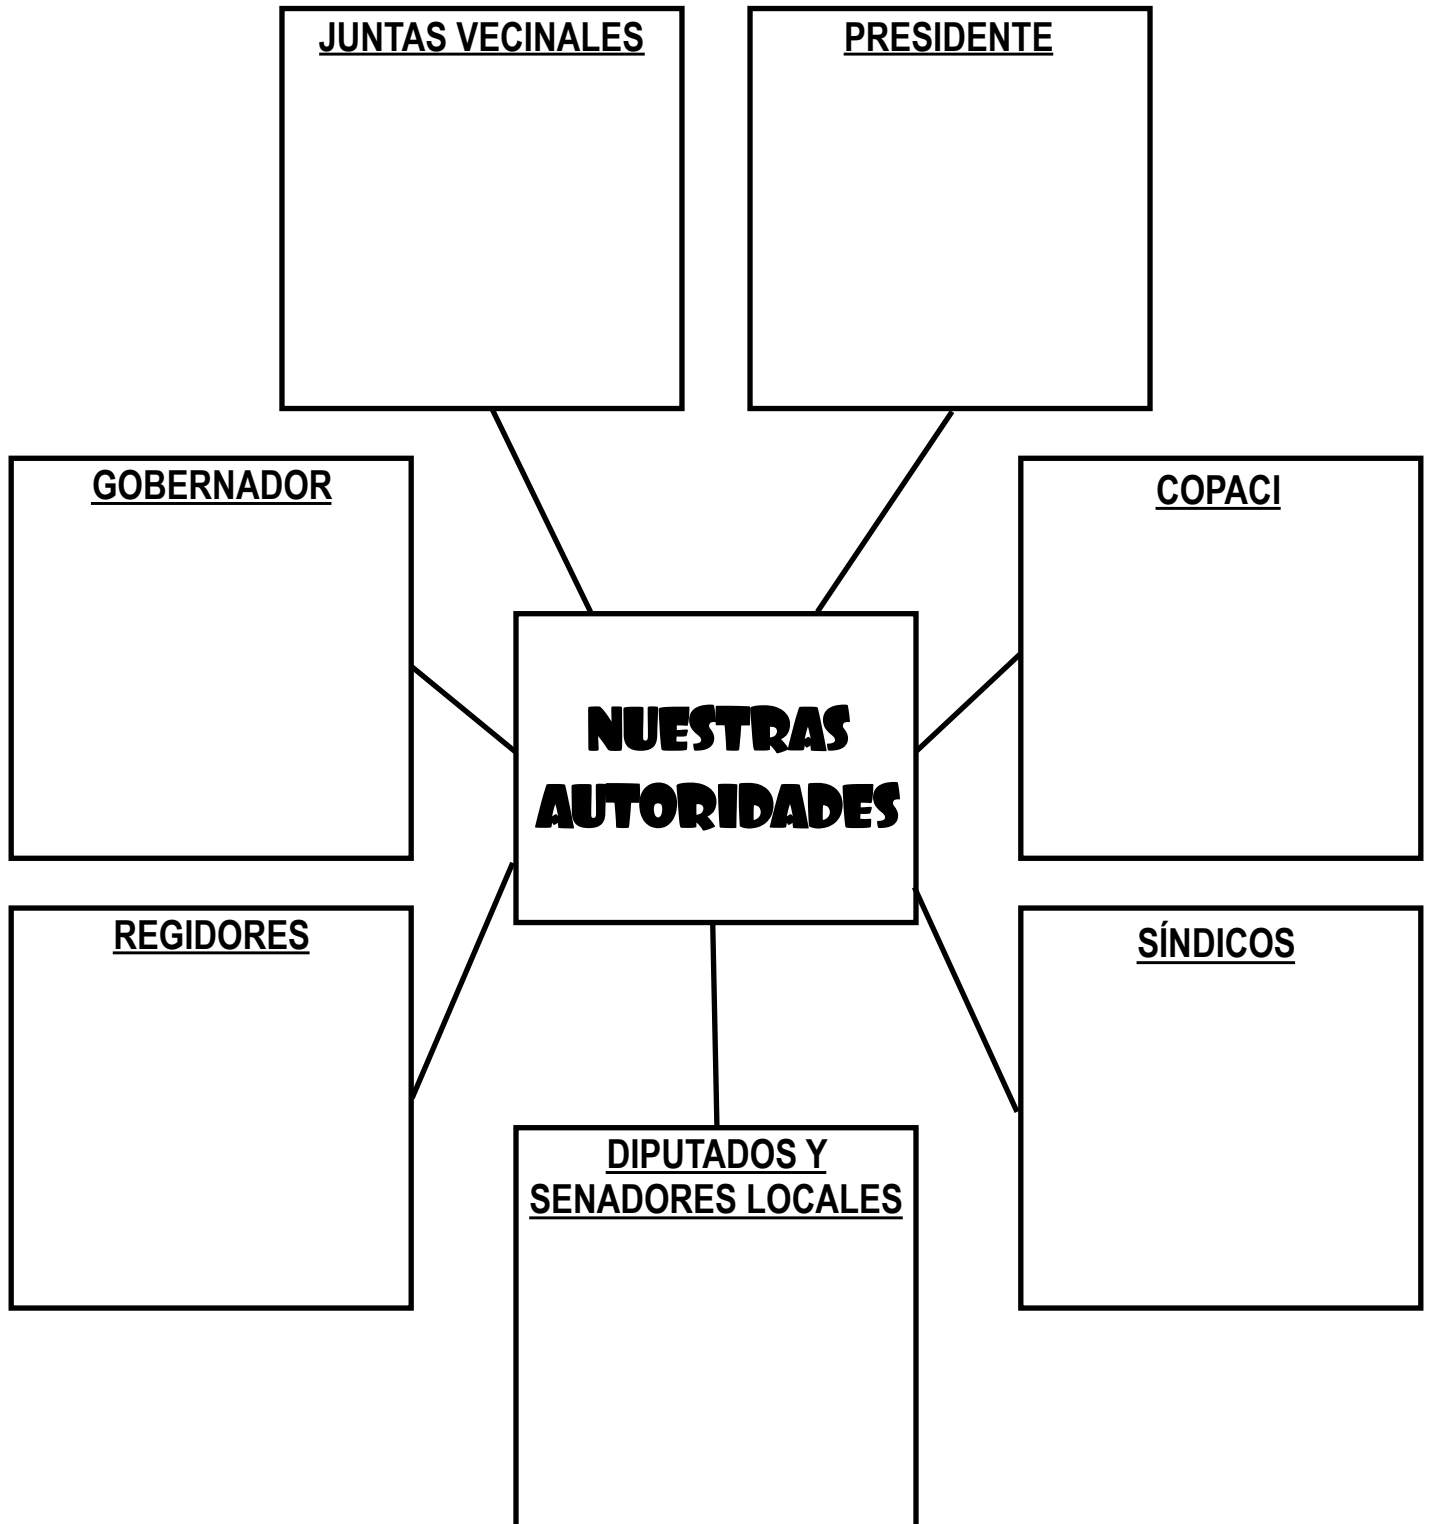 JUNTAS VECINALES
PRESIDENTE
GOBERNADOR
COPACI
NUESTRAS
AUTORIDADES
REGIDORES
SÍNDICOS
DIPUTADOS Y
SENADORES LOCALES